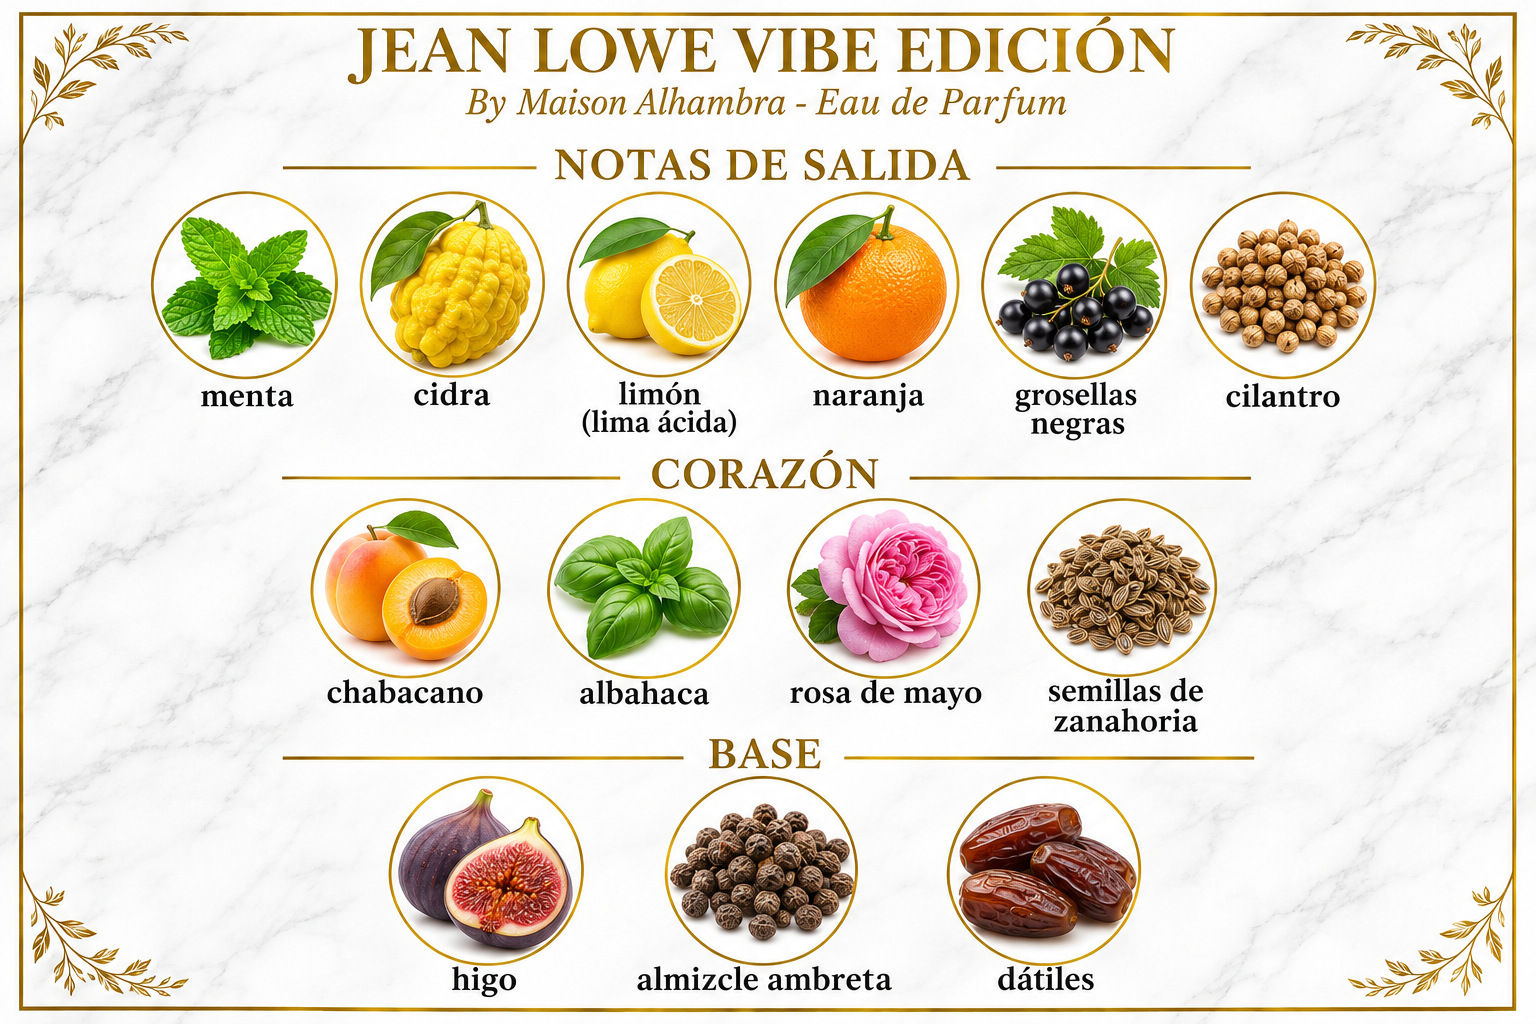 JEAN LOWE VIBE EDICIÓN
By Maison Alhambra - Eau de Parfum
NOTAS DE SALIDA
menta
cidra
limón
(lima ácida)
naranja
grosellas
negras
cilantro
CORAZÓN
chabacano
albahaca
rosa de mayo
semillas de
zanahoria
BASE
higo
almizcle ambreta
dátiles